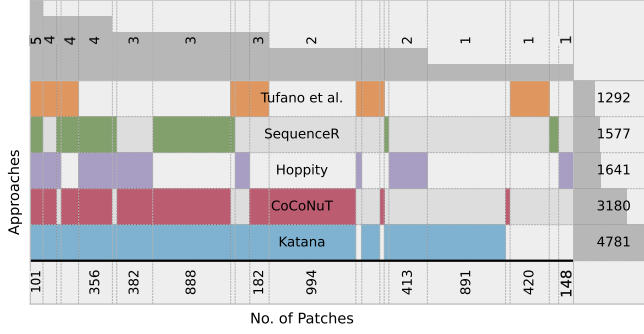 5 4 4 4 3 3 3 2 2 1 1
Tufano et al. 1292
SequenceR 1577
Hoppity 1641
CoCoNuT 3180
Katana 4781
Approaches
101 356 382 888 182 994 413 891 420 148
No. of Patches